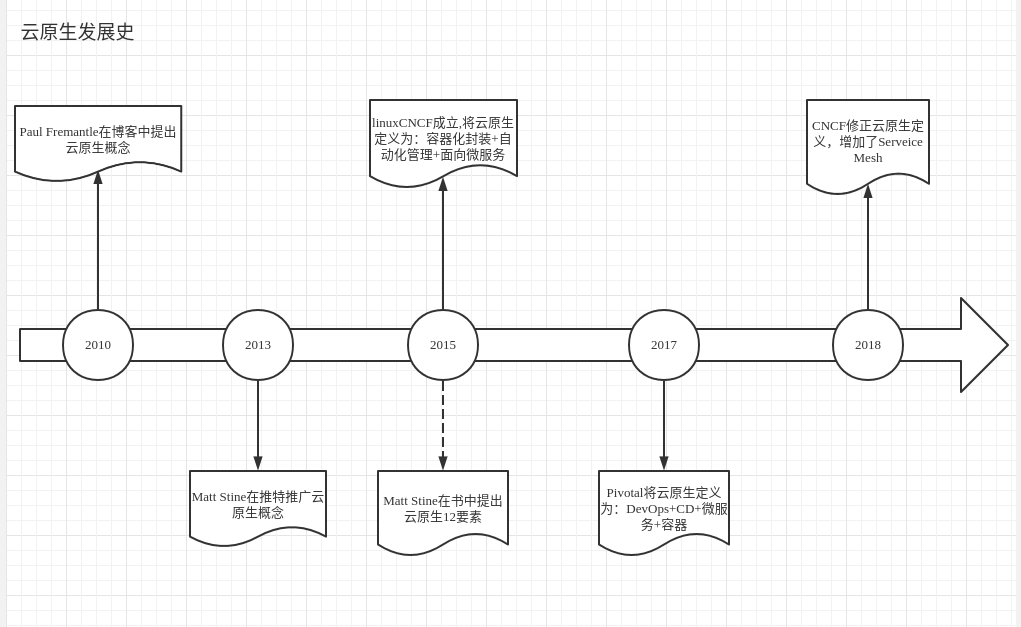 云原生发展史
Paul Fremantle在博客中提出
云原生概念
linuxCNCF成立,将云原生
定义为：容器化封装+自
动化管理+面向微服务
CNCF修正云原生定
义，增加了Serveice
Mesh
2010
2013
2015
2017
2018
Matt Stine在推特推广云
原生概念
Matt Stine在书中提出
云原生12要素
Pivotal将云原生定义
为：DevOps+CD+微服
务+容器